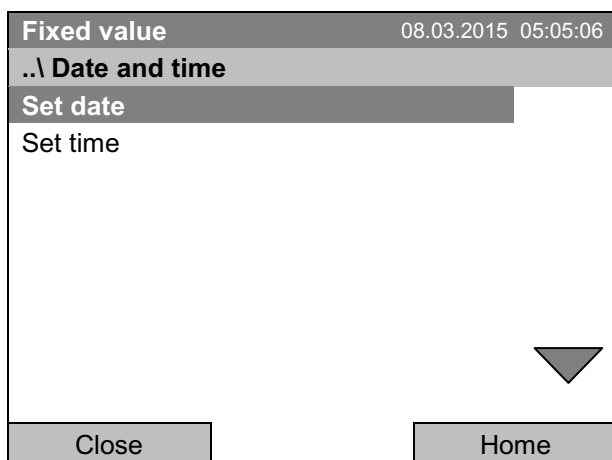 Fixed value 08.03.2015 05:05:06
..\ Date and time
Set date
Set time
Close Home